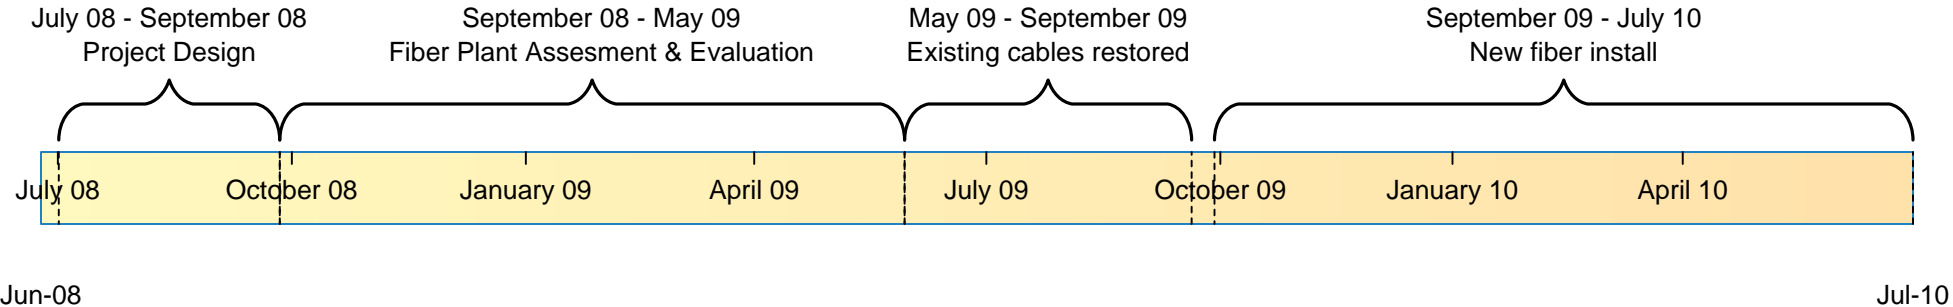 July 08 - September 08
Project Design
September 08 - May 09
Fiber Plant Assesment & Evaluation
May 09 - September 09
Existing cables restored
September 09 - July 10
New fiber install
July 08
October 08
January 09
April 09
July 09
October 09
January 10
April 10
Jun-08
Jul-10